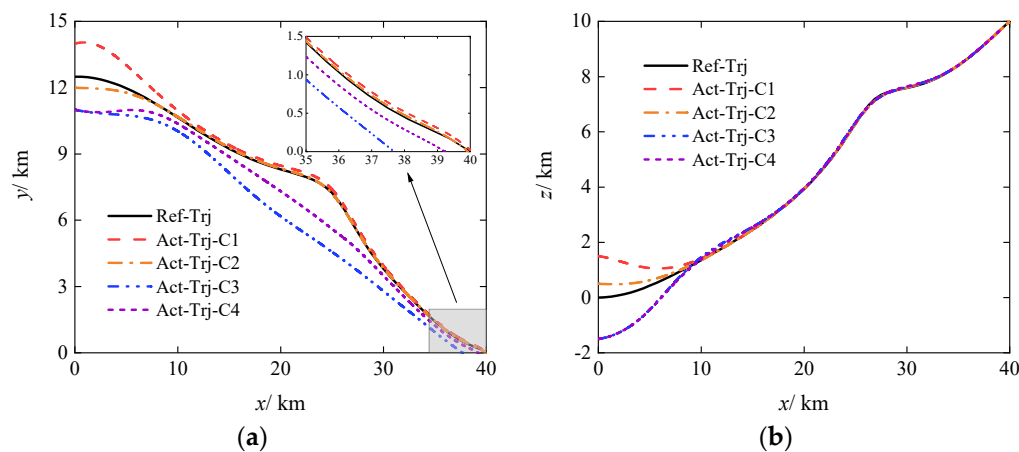 15
12
9
6
3
0
y/ km
0
10
20
30
40
x/ km
Ref-Trj
Act-Trj-C1
Act-Trj-C2
Act-Trj-C3
Act-Trj-C4
1.5
1.0
0.5
0.0
35
36
37
38
39
40
(a)
10
8
6
4
2
0
-2
z/ km
0
10
20
30
40
x/ km
Ref-Trj
Act-Trj-C1
Act-Trj-C2
Act-Trj-C3
Act-Trj-C4
(b)